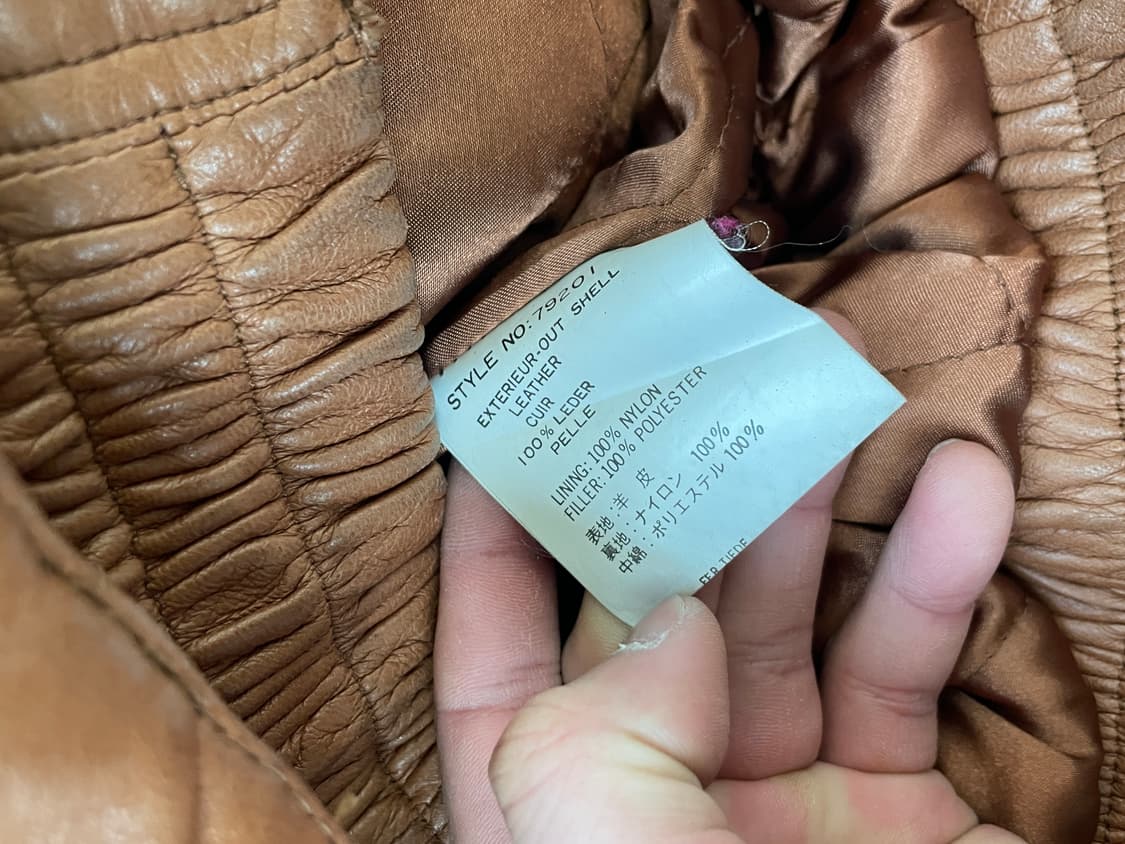 STYLE NO:79201
EXTERIEUR-OUT SHELL
LEATHER
CUIR
100% LEDER
PELLE
LINING:100% NYLON
FILLER:100% POLYESTER
表地:羊 皮 100%
裏地:ナイロン 100%
中綿:ポリエステル 100%